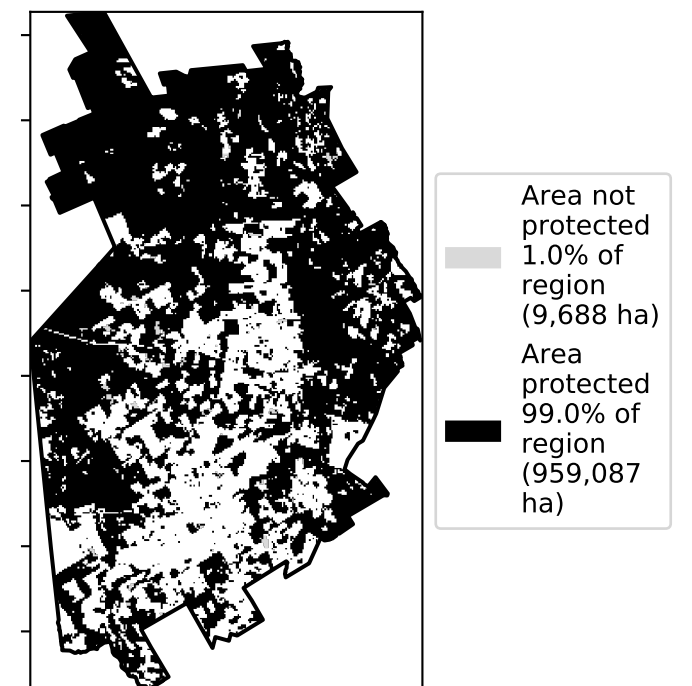 Area not
protected
1.0% of
region
(9,688 ha)
Area
protected
99.0% of
region
(959,087
ha)